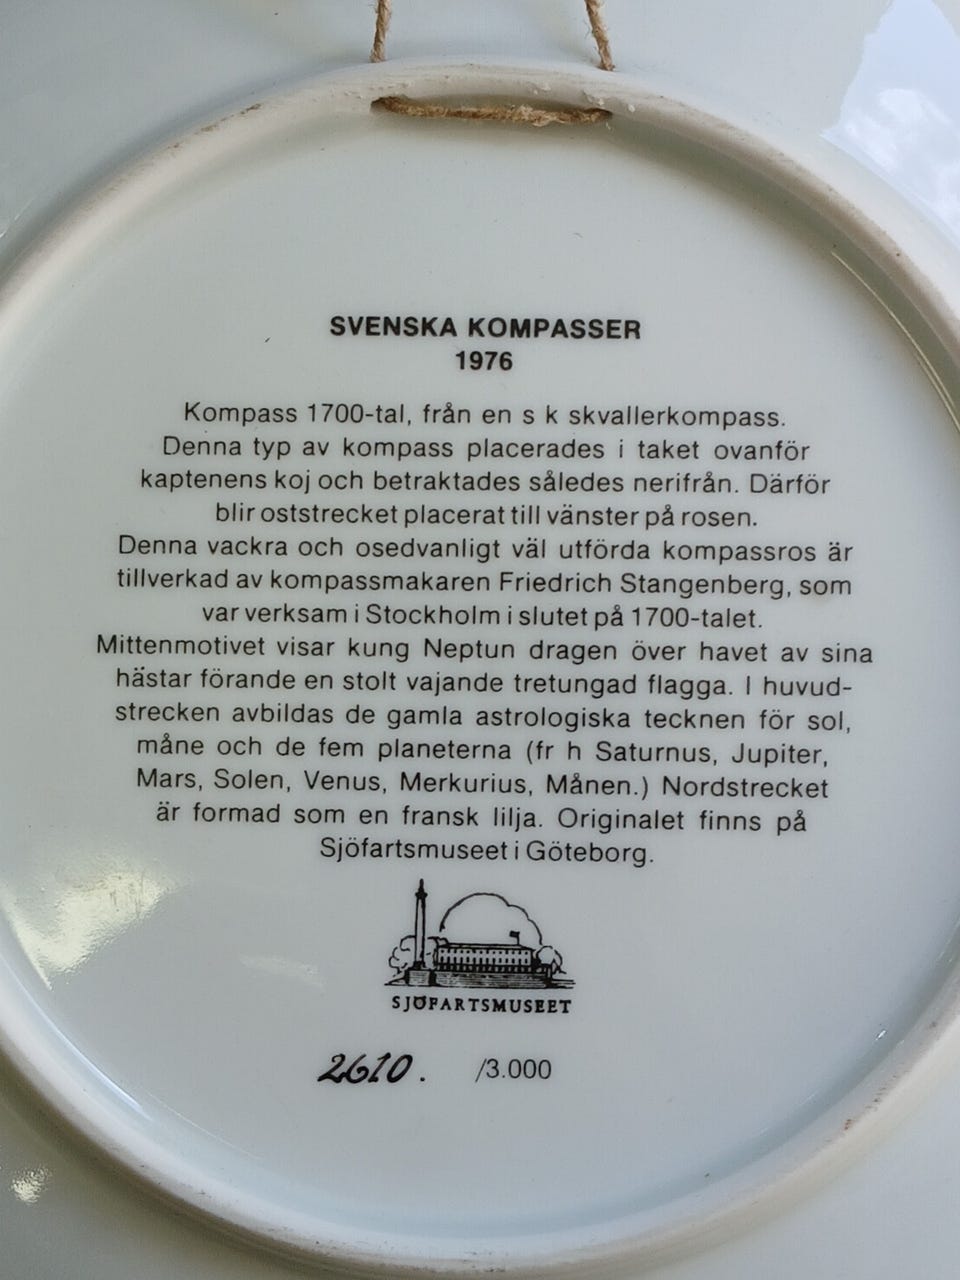 SVENSKA KOMPASSER
1976
Kompass 1700-tal, från en s k skvallerkompass.
Denna typ av kompass placerades i taket ovanför
kaptenens koj och betraktades således nerifrån. Därför
blir oststrecket placerat till vänster på rosen.
Denna vackra och osedvanligt väl utförda kompassros är
tillverkad av kompassmakaren Friedrich Stangenberg, som
var verksam i Stockholm i slutet på 1700-talet.
Mittenmotivet visar kung Neptun dragen över havet av sina
hästar förande en stolt vajande tretungad flagga. I huvud-
strecken avbildas de gamla astrologiska tecknen för sol,
måne och de fem planeterna (fr h Saturnus, Jupiter,
Mars, Solen, Venus, Merkurius, Månen.) Nordstrecket
är formad som en fransk lilja. Originalet finns på
Sjöfartsmuseet i Göteborg.
SJÖFARTSMUSEET
2610. /3.000